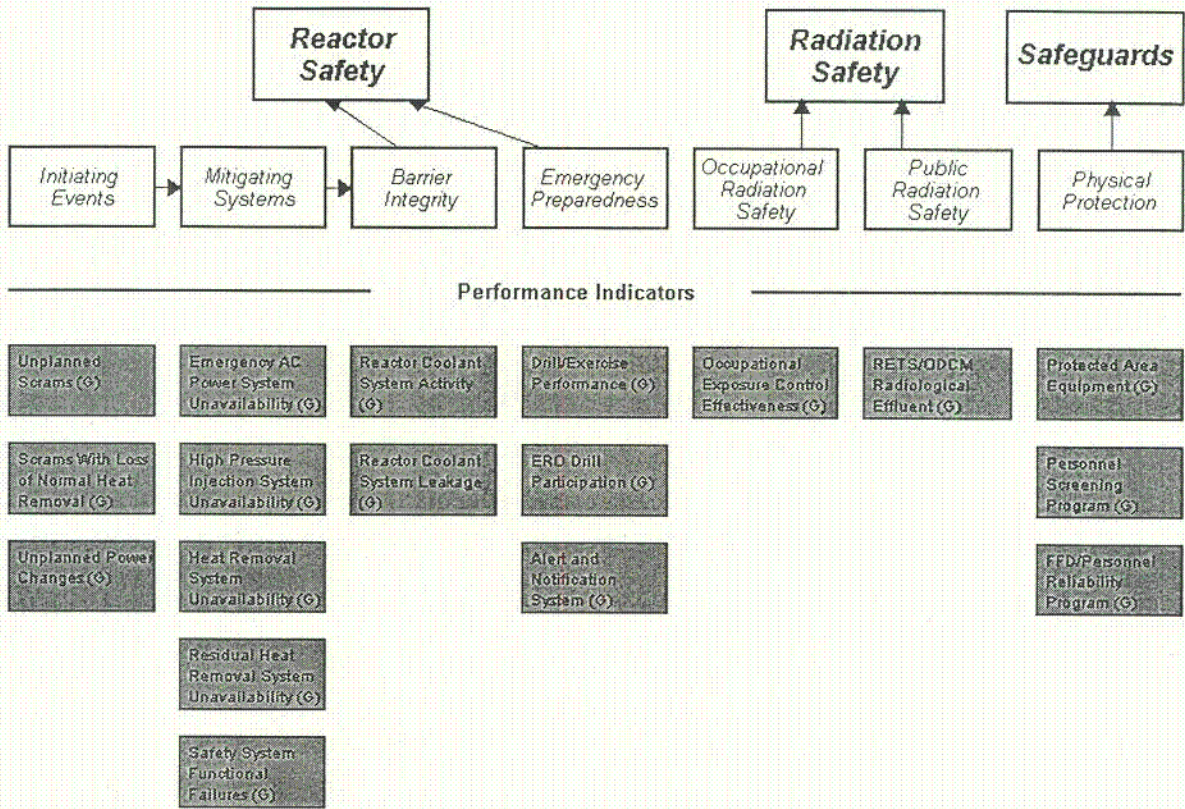 Reactor
Safety
Radiation
Safety
Safeguards
Initiating
Events
Mitigating
Systems
Barrier
Integrity
Emergency
Preparedness
Occupational
Radiation
Safety
Public
Radiation
Safety
Physical
Protection
Performance Indicators
Unplanned
Scrams (G)
Emergency AC
Power System
Unavailability (G)
Reactor Coolant
System Activity
(G)
Drill/Exercise
Performance (G)
Occupational
Exposure Control
Effectiveness (G)
RETS/ODCM
Radiological
Effluent (G)
Protected Area
Equipment (G)
Scrams With Loss
of Normal Heat
Removal (G)
High Pressure
Injection System
Unavailability (G)
Reactor Coolant
System Leakage
(G)
ERO Drill
Participation (G)
Personnel
Screening
Program (G)
Unplanned Power
Changes (G)
Heat Removal
System
Unavailability (G)
Alert and
Notification
System (G)
FFD/Personnel
Reliability
Program (G)
Residual Heat
Removal System
Unavailability (G)
Safety System
Functional
Failures (G)